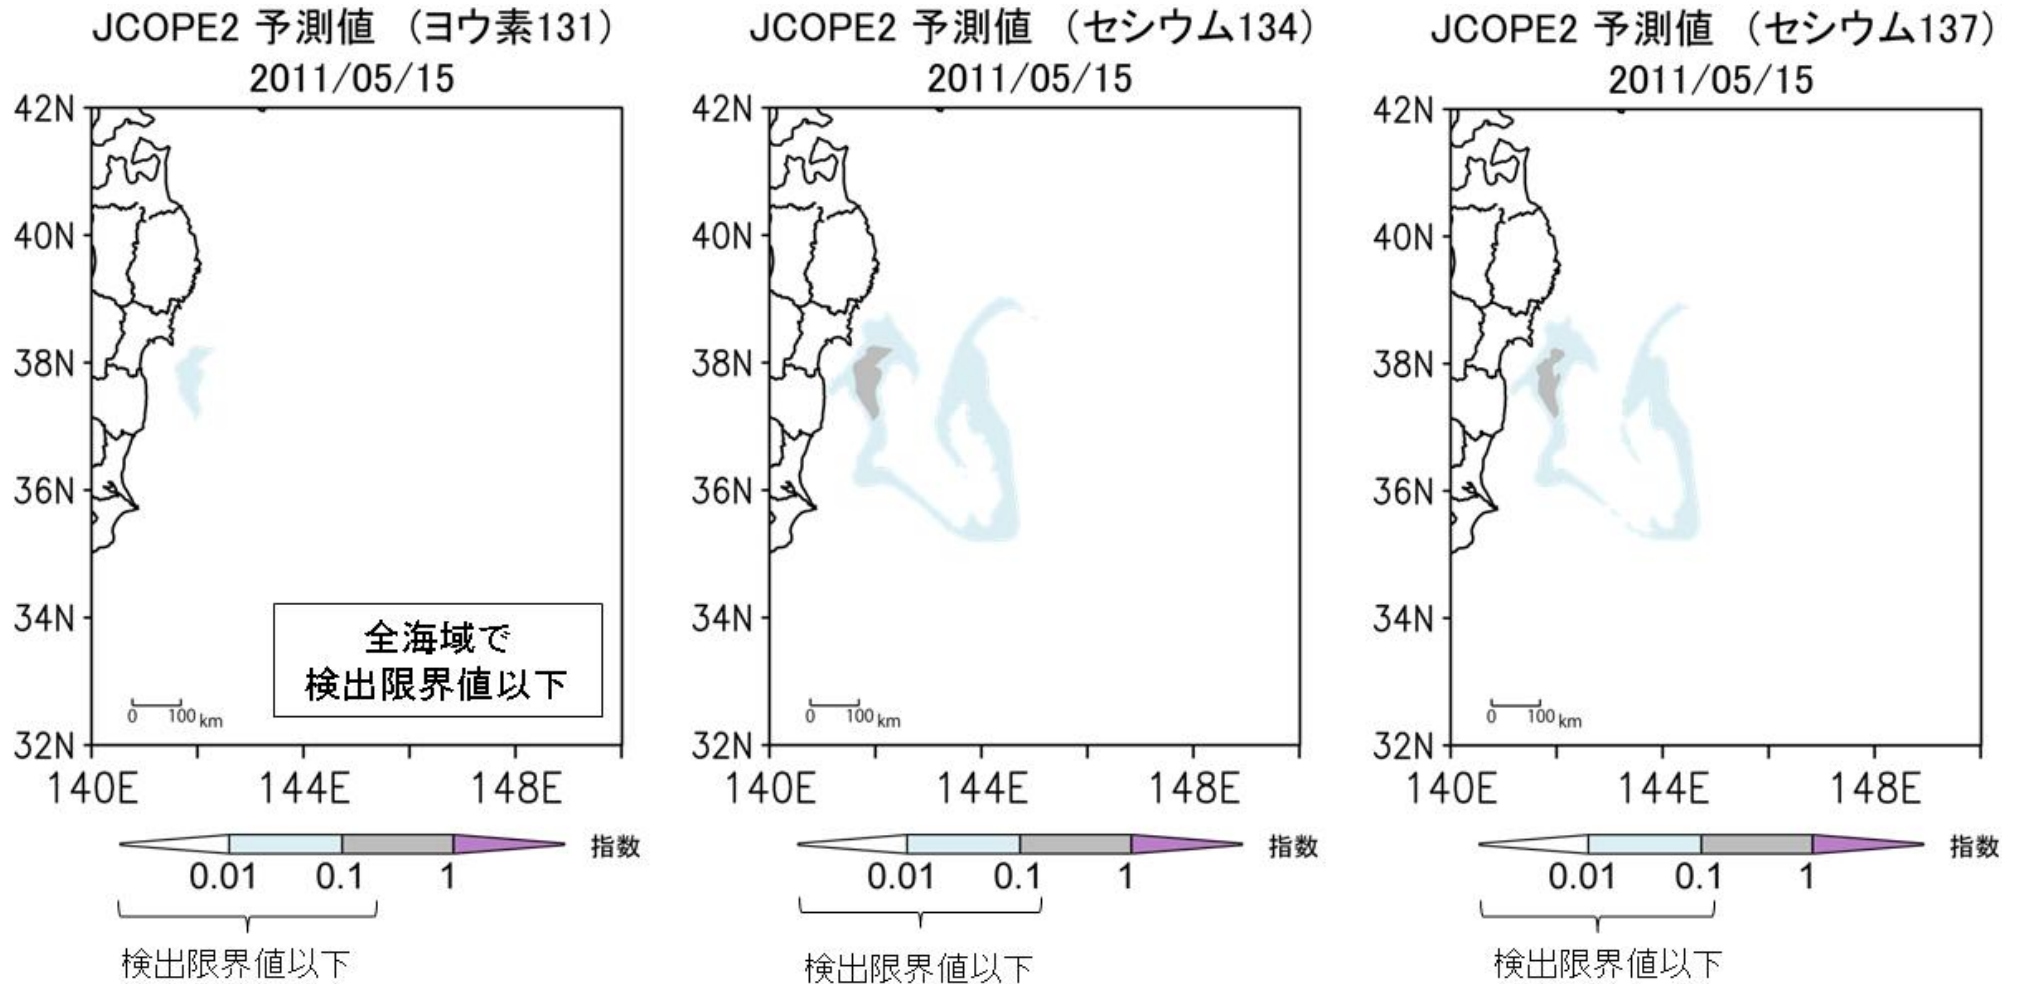 JCOPE2 予測値 （ヨウ素131）
2011/05/15
42N
40N
38N
36N
34N
32N
140E 144E 148E
全海域で
検出限界値以下
0 100 km
0.01 0.1 1 指数
検出限界値以下
JCOPE2 予測値 （セシウム134）
2011/05/15
42N
40N
38N
36N
34N
32N
140E 144E 148E
0 100 km
0.01 0.1 1 指数
検出限界値以下
JCOPE2 予測値 （セシウム137）
2011/05/15
42N
40N
38N
36N
34N
32N
140E 144E 148E
0 100 km
0.01 0.1 1 指数
検出限界値以下